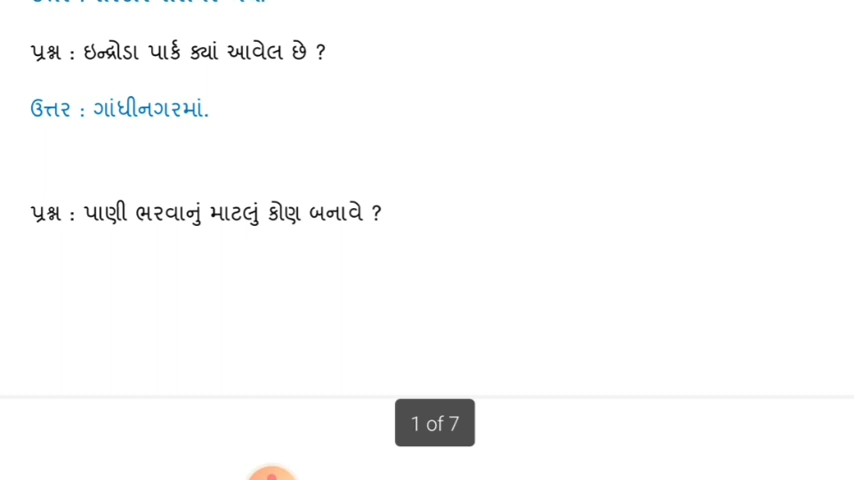 પ્રશ્ન : ઇન્દ્રોડા પાર્ક ક્યાં આવેલ છે ?
ઉત્તર : ગાંધીનગરમાં.
પ્રશ્ન : પાણી ભરવાનું માટલું કોણ બનાવે ?
1 of 7